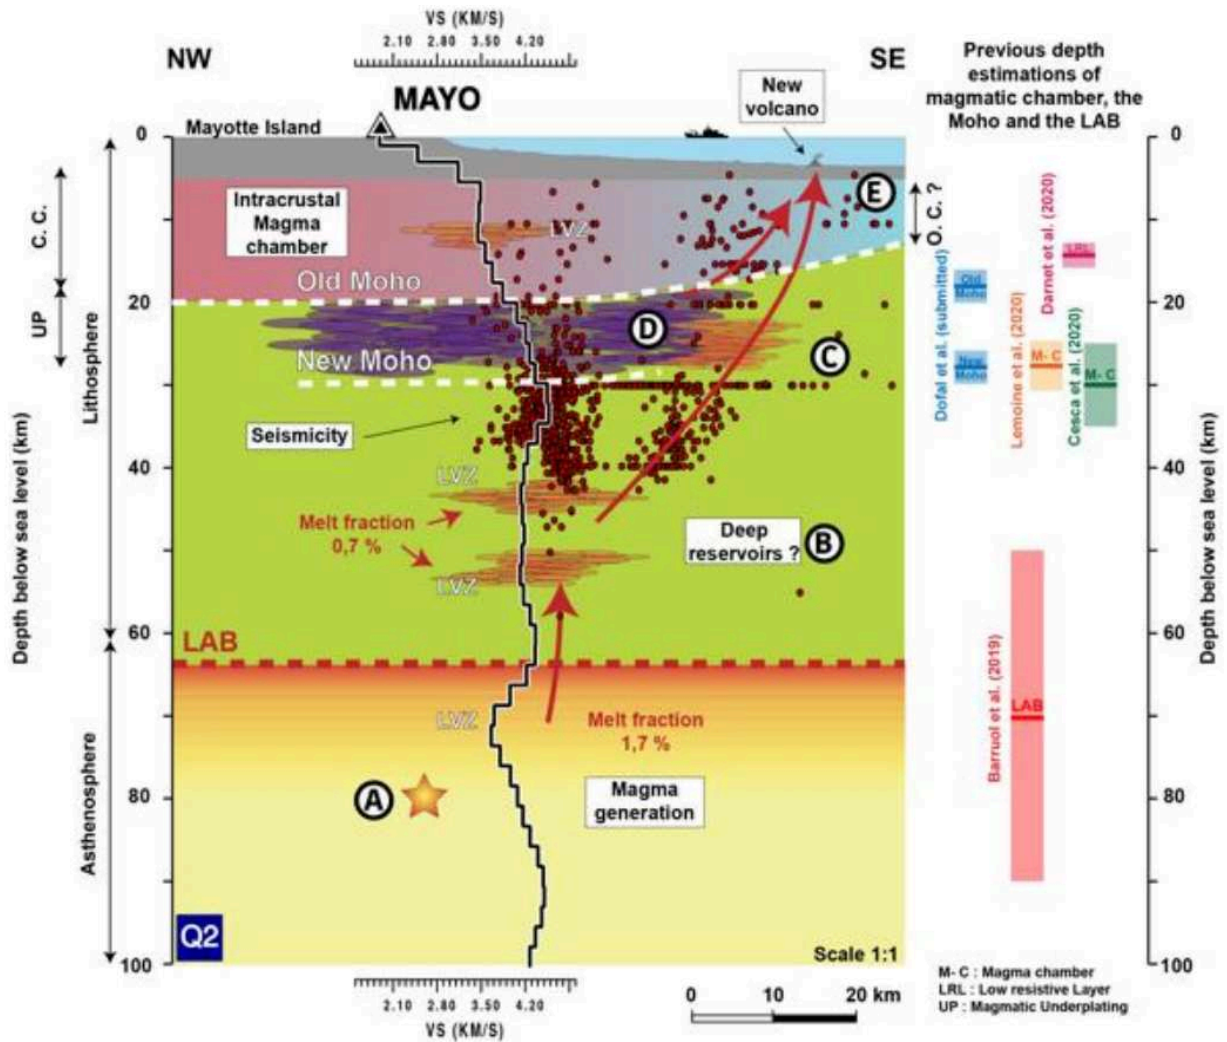 VS (KM/S)
2.10 2.80 3.50 4.20
NW
SE
MAYO
New
volcano
Previous depth
estimations of
magmatic chamber, the
Moho and the LAB
Mayotte Island
0
20
40
60
80
100
Depth below sea level (km)
C. C.
UP
Lithosphere
Asthenosphere
Intracrustal
Magma
chamber
LVZ
E
O. C. ?
Old Moho
D
C
New Moho
Seismicity
LVZ
Melt fraction
0,7 %
LVZ
Deep
reservoirs ?
B
LAB
LVZ
Melt fraction
1,7 %
A
Magma
generation
Q2
Scale 1:1
2.10 2.80 3.50 4.20
VS (KM/S)
0 10 20 km
Dofal et al. (submitted)
Old
Moho
New
Moho
Lemoine et al. (2020)
M- C
Darnet et al. (2020)
LRL
Cesca et al. (2020)
M- C
Barruol et al. (2019)
LAB
0
20
40
60
80
100
Depth below sea level (km)
M- C : Magma chamber
LRL : Low resistive Layer
UP : Magmatic Underplating